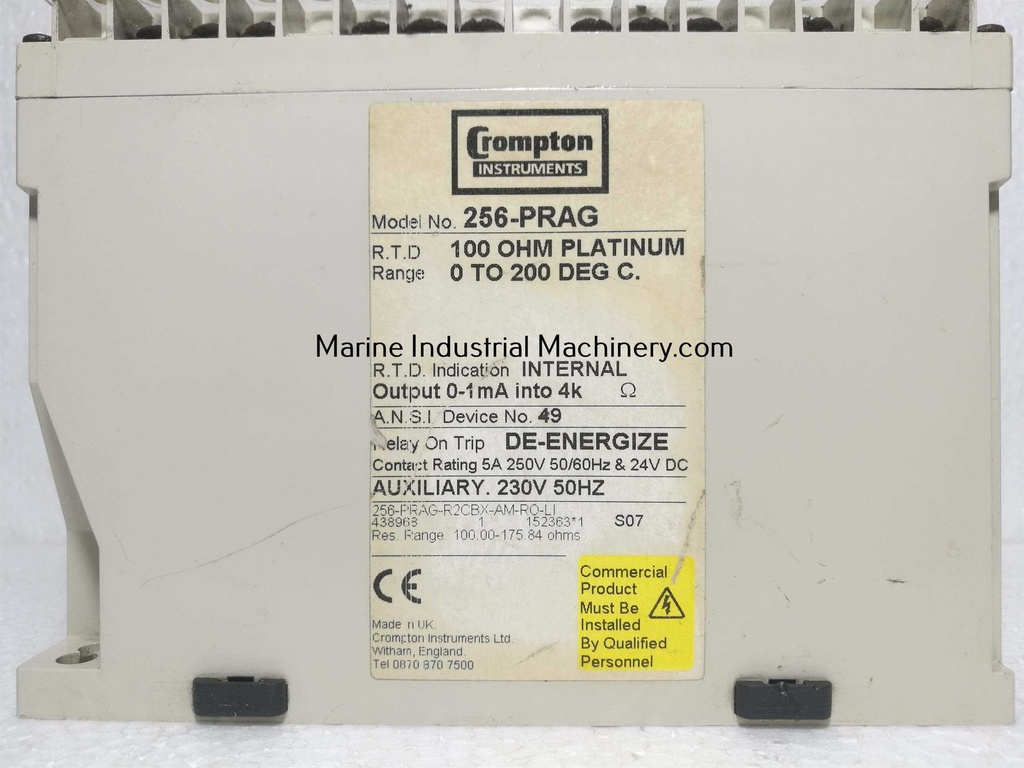 Crompton
INSTRUMENTS
Model No. 256-PRAG
R.T.D 100 OHM PLATINUM
Range 0 TO 200 DEG C.
Marine Industrial Machinery.com
R.T.D. Indication INTERNAL
Output 0-1mA into 4k Ω
A.N.S.I Device No. 49
Relay On Trip DE-ENERGIZE
Contact Rating 5A 250V 50/60Hz & 24V DC
AUXILIARY. 230V 50HZ
256-PRAG-R2CBX-AM-RO-LI
438968 1 S07
Res. Range 100.00-175.84 ohms
CE
Commercial
Product
Must Be
Installed
By Qualified
Personnel
Made in UK.
Crompton Instruments Ltd.
Witham, England.
Tel 0870 870 7500